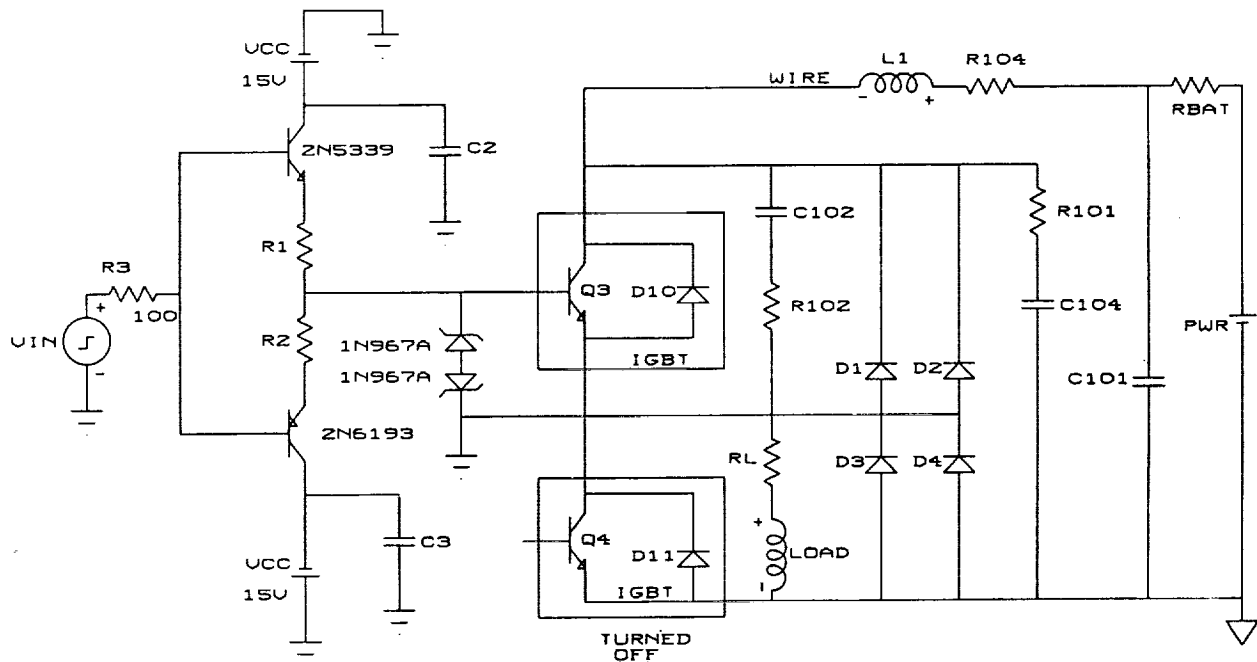 VCC
15V
2N5339
C2
R1
R3
100
VIN
+
-
R2
1N967A
1N967A
2N6193
C3
VCC
15V
WIRE
L1
-
+
R104
RBAT
C102
R101
Q3
D10
IGBT
R102
C104
PWR
D1
D2
C101
RL
D3
D4
Q4
D11
IGBT
+
LOAD
-
TURNED
OFF